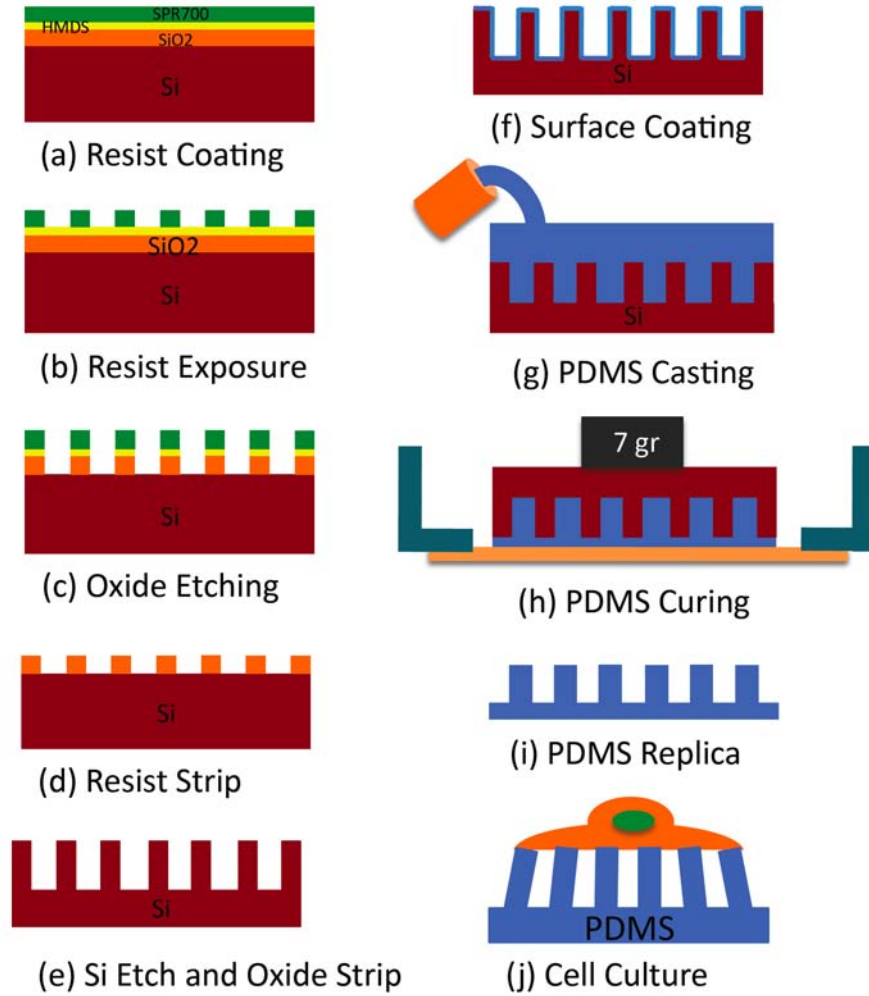 SPR700
HMDS
SiO2
Si
(a) Resist Coating
SiO2
Si
(b) Resist Exposure
Si
(c) Oxide Etching
Si
(d) Resist Strip
Si
(e) Si Etch and Oxide Strip
Si
(f) Surface Coating
Si
(g) PDMS Casting
7 gr
(h) PDMS Curing
(i) PDMS Replica
PDMS
(j) Cell Culture